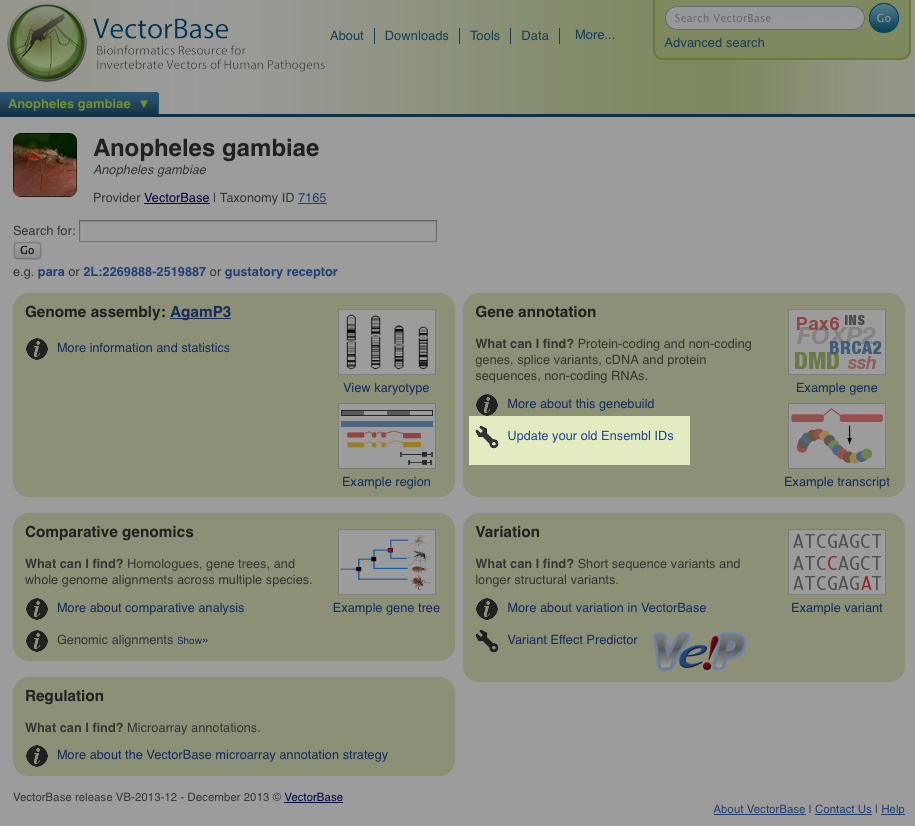 VectorBase
Bioinformatics Resource for
Invertebrate Vectors of Human Pathogens
About | Downloads | Tools | Data | More...
Search VectorBase
Go
Advanced search
Anopheles gambiae ▼
Anopheles gambiae
Anopheles gambiae
Provider VectorBase | Taxonomy ID 7165
Search for:
Go
e.g. para or 2L:2269888-2519887 or gustatory receptor
Genome assembly: AgamP3
More information and statistics
View karyotype
Example region
Gene annotation
What can I find? Protein-coding and non-coding
genes, splice variants, cDNA and protein
sequences, non-coding RNAs.
More about this genebuild
Update your old Ensembl IDs
Pax6 INS
FOXP2
BRCA2
DMD ssh
Example gene
Example transcript
Comparative genomics
What can I find? Homologues, gene trees, and
whole genome alignments across multiple species.
More about comparative analysis
Genomic alignments Show»
Example gene tree
Variation
What can I find? Short sequence variants and
longer structural variants.
More about variation in VectorBase
Variant Effect Predictor
Ve!P
ATCGAGCT
ATCCAGCT
ATCGAGAT
Example variant
Regulation
What can I find? Microarray annotations.
More about the VectorBase microarray annotation strategy
VectorBase release VB-2013-12 - December 2013 © VectorBase
About VectorBase | Contact Us | Help